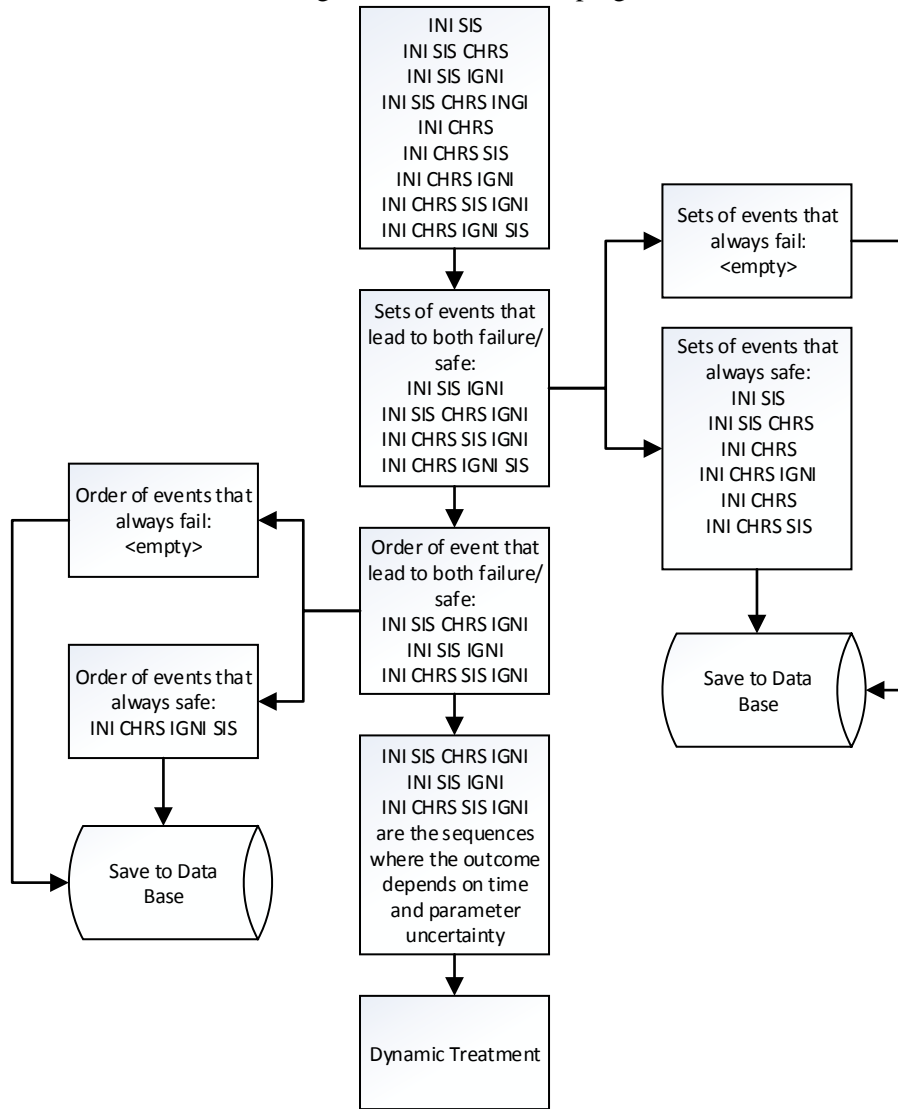 INI SIS
INI SIS CHRS
INI SIS IGNI
INI SIS CHRS INGI
INI CHRS
INI CHRS SIS
INI CHRS IGNI
INI CHRS SIS IGNI
INI CHRS IGNI SIS
Sets of events that
always fail:
<empty>
Sets of events that
lead to both failure/
safe:
INI SIS IGNI
INI SIS CHRS IGNI
INI CHRS SIS IGNI
INI CHRS IGNI SIS
Sets of events that
always safe:
INI SIS
INI SIS CHRS
INI CHRS
INI CHRS IGNI
INI CHRS
INI CHRS SIS
Save to Data
Base
Order of events that
always fail:
<empty>
Order of event that
lead to both failure/
safe:
INI SIS CHRS IGNI
INI SIS IGNI
INI CHRS SIS IGNI
Order of events that
always safe:
INI CHRS IGNI SIS
Save to Data
Base
INI SIS CHRS IGNI
INI SIS IGNI
INI CHRS SIS IGNI
are the sequences
where the outcome
depends on time
and parameter
uncertainty
Dynamic Treatment